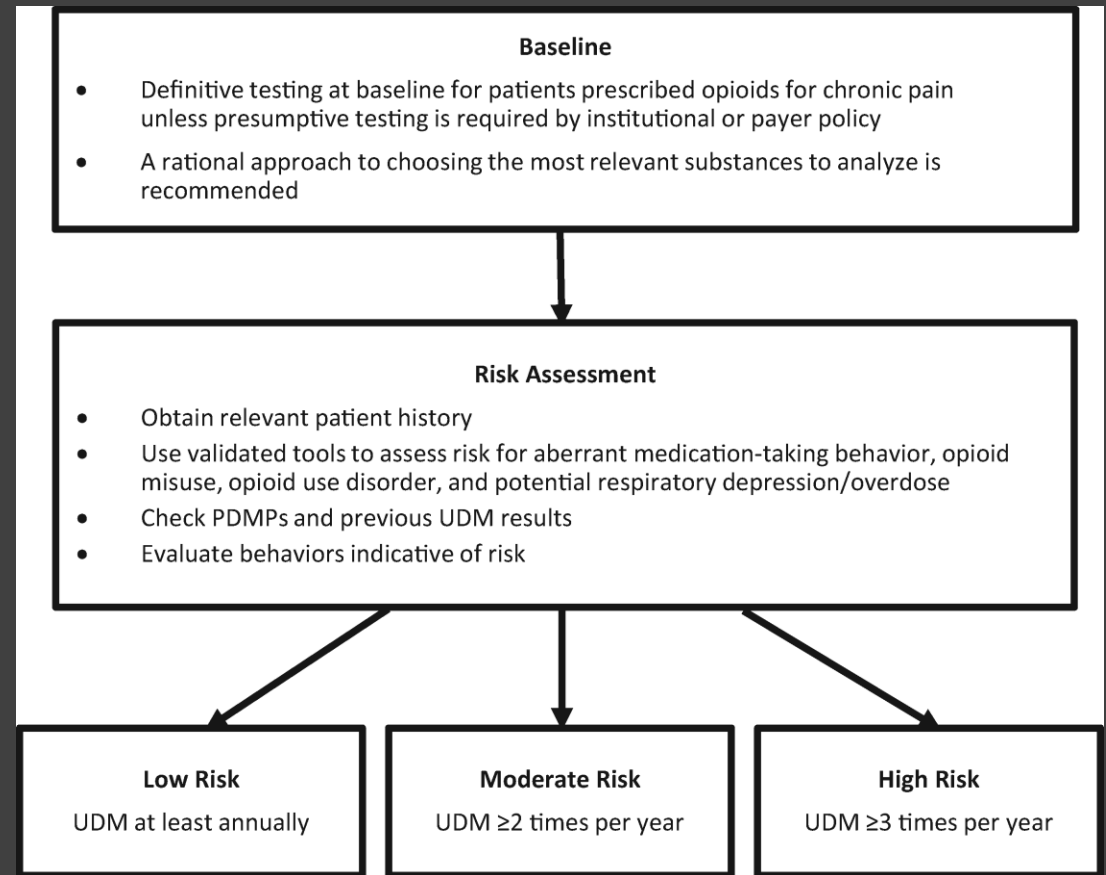 Baseline
• Definitive testing at baseline for patients prescribed opioids for chronic pain
unless presumptive testing is required by institutional or payer policy
• A rational approach to choosing the most relevant substances to analyze is
recommended
Risk Assessment
• Obtain relevant patient history
• Use validated tools to assess risk for aberrant medication-taking behavior, opioid
misuse, opioid use disorder, and potential respiratory depression/overdose
• Check PDMPs and previous UDM results
• Evaluate behaviors indicative of risk
Low Risk
UDM at least annually
Moderate Risk
UDM ≥2 times per year
High Risk
UDM ≥3 times per year